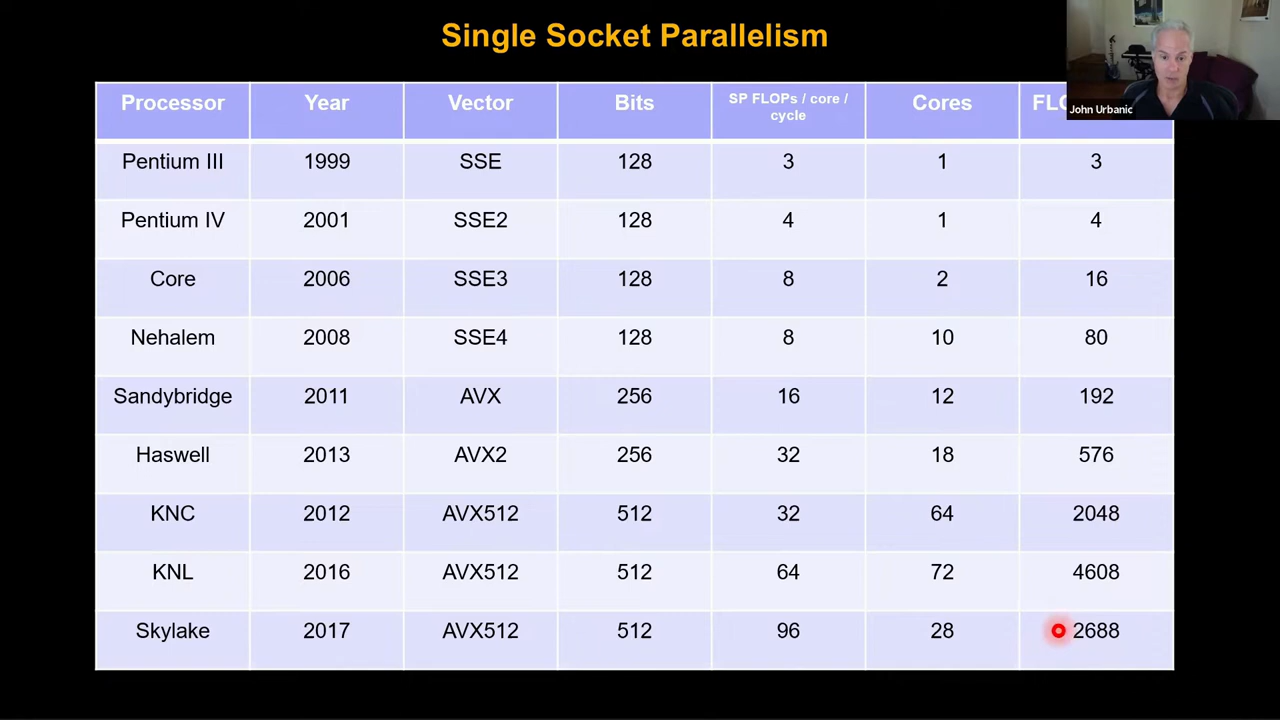 Single Socket Parallelism
John Urbanic
Processor Year Vector Bits SP FLOPs / core / cycle Cores
Pentium III 1999 SSE 128 3 1 3
Pentium IV 2001 SSE2 128 4 1 4
Core 2006 SSE3 128 8 2 16
Nehalem 2008 SSE4 128 8 10 80
Sandybridge 2011 AVX 256 16 12 192
Haswell 2013 AVX2 256 32 18 576
KNC 2012 AVX512 512 32 64 2048
KNL 2016 AVX512 512 64 72 4608
Skylake 2017 AVX512 512 96 28 2688